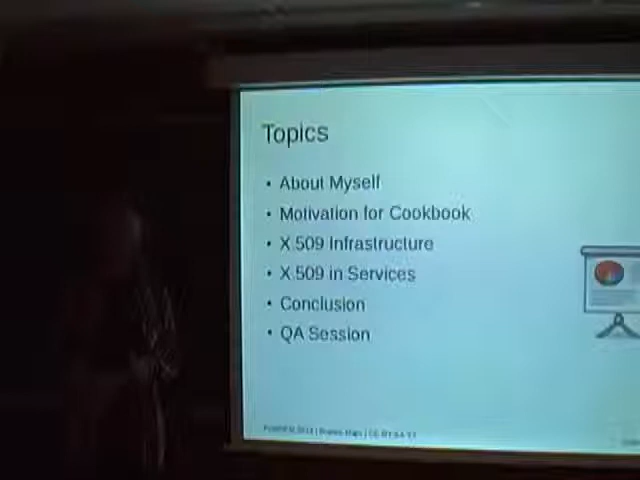 Topics
• About Myself
• Motivation for Cookbook
• X.509 Infrastructure
• X.509 in Services
• Conclusion
• QA Session